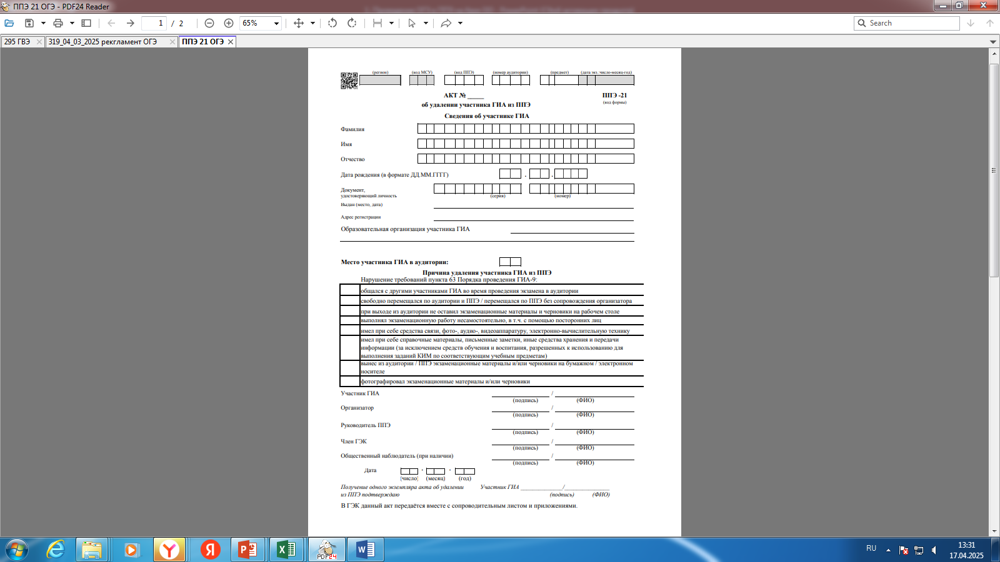 ППЭ 21 ОГЭ - PDF24 Reader
1 / 2
65%
Search
295 ГВЭ
319_04_03_2025 рекгламент ОГЭ
ППЭ 21 ОГЭ
(регион) (код МСУ) (код ППЭ) (номер аудитории) (предмет) (дата экз. число-месяц-год)
АКТ № _____ ППЭ -21
(код формы)
об удалении участника ГИА из ППЭ
Сведения об участнике ГИА
Фамилия
Имя
Отчество
Дата рождения (в формате ДД.ММ.ГГГГ) . .
Документ,
удостоверяющий личность (серия) (номер)
Выдан (место, дата)
Адрес регистрации
Образовательная организация участника ГИА
Место участника ГИА в аудитории:
Причина удаления участника ГИА из ППЭ
Нарушение требований пункта 63 Порядка проведения ГИА-9:
общался с другими участниками ГИА во время проведения экзамена в аудитории
свободно перемещался по аудитории и ППЭ / перемещался по ППЭ без сопровождения организатора
при выходе из аудитории не оставил экзаменационные материалы и черновики на рабочем столе
выполнял экзаменационную работу несамостоятельно, в т.ч. с помощью посторонних лиц
имел при себе средства связи, фото-, аудио-, видеоаппаратуру, электронно-вычислительную технику
имел при себе справочные материалы, письменные заметки, иные средства хранения и передачи
информации (за исключением средств обучения и воспитания, разрешенных к использованию для
выполнения заданий КИМ по соответствующим учебным предметам)
вынес из аудитории / ППЭ экзаменационные материалы и/или черновики на бумажном / электронном
носителе
фотографировал экзаменационные материалы и/или черновики
Участник ГИА /
(подпись) (ФИО)
Организатор /
(подпись) (ФИО)
Руководитель ППЭ /
(подпись) (ФИО)
Член ГЭК /
(подпись) (ФИО)
Общественный наблюдатель (при наличии) /
(подпись) (ФИО)
Дата . .
(число) (месяц) (год)
Получение одного экземпляра акта об удалении Участник ГИА ______________/_______________
из ППЭ подтверждаю (подпись) (ФИО)
В ГЭК данный акт передаётся вместе с сопроводительным листом и приложениями.
PDF24
RU
13:31
17.04.2025